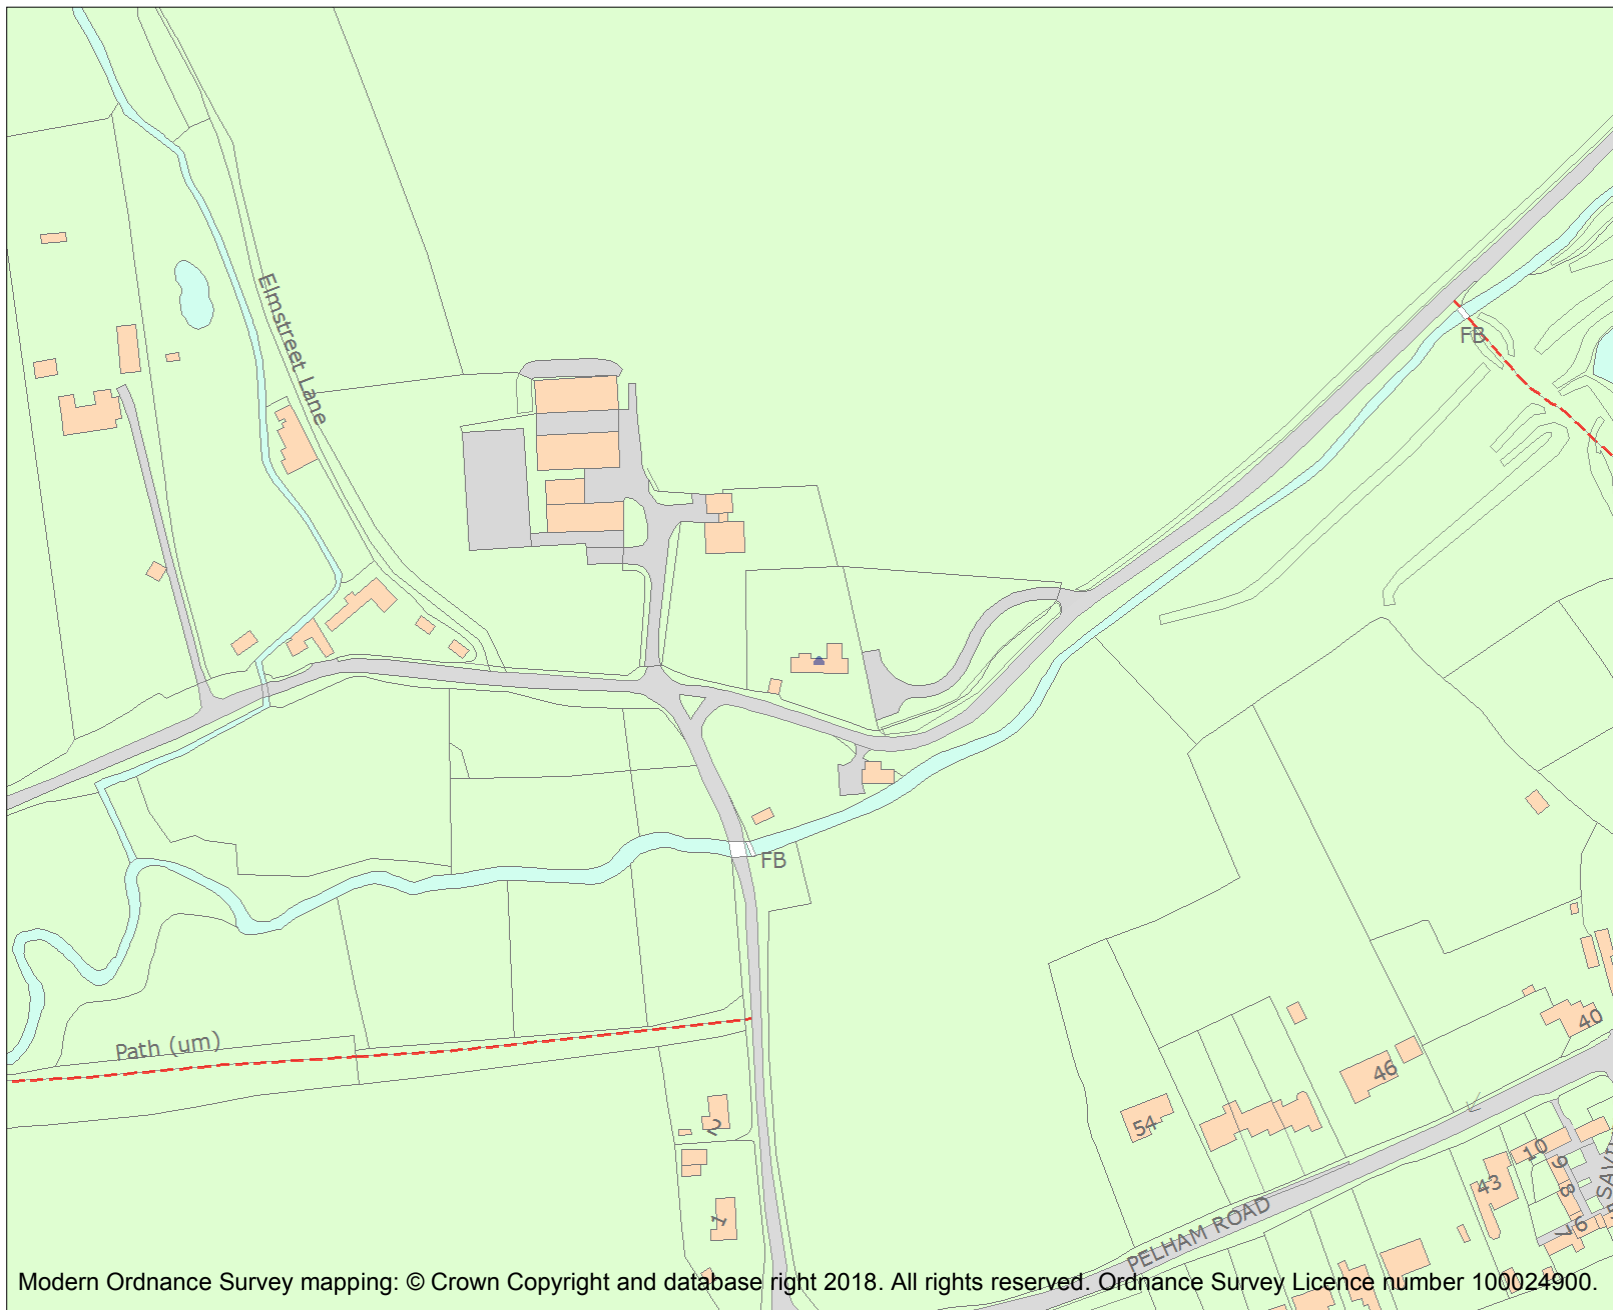 Elmstreet Lane
FB
FB
Path (um)
40
46
54
2
10
9
8
43
1
PELHAM ROAD
7
6
Modern Ordnance Survey mapping: © Crown Copyright and database right 2018. All rights reserved. Ordnance Survey Licence number 100024900.